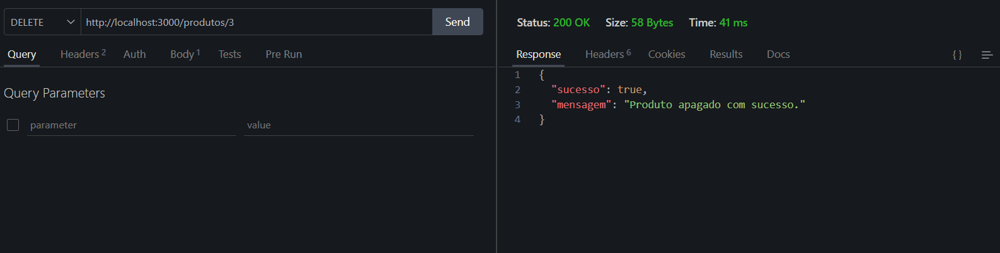 DELETE http://localhost:3000/produtos/3 Send
Query Headers 2 Auth Body 1 Tests Pre Run
Query Parameters
parameter value
Status: 200 OK Size: 58 Bytes Time: 41 ms
Response Headers 6 Cookies Results Docs { }
1 {
2 "sucesso": true,
3 "mensagem": "Produto apagado com sucesso."
4 }